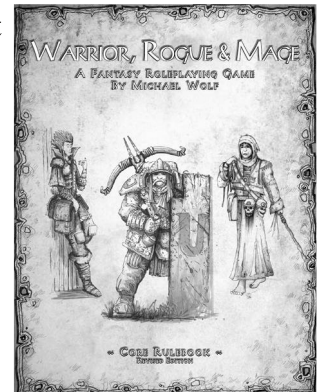 WARRIOR, ROGUE & MAGE
A FANTASY ROLEPLAYING GAME
BY MICHAEL WOLF
U
~ CORE RULEBOOK ~
REVISED EDITION